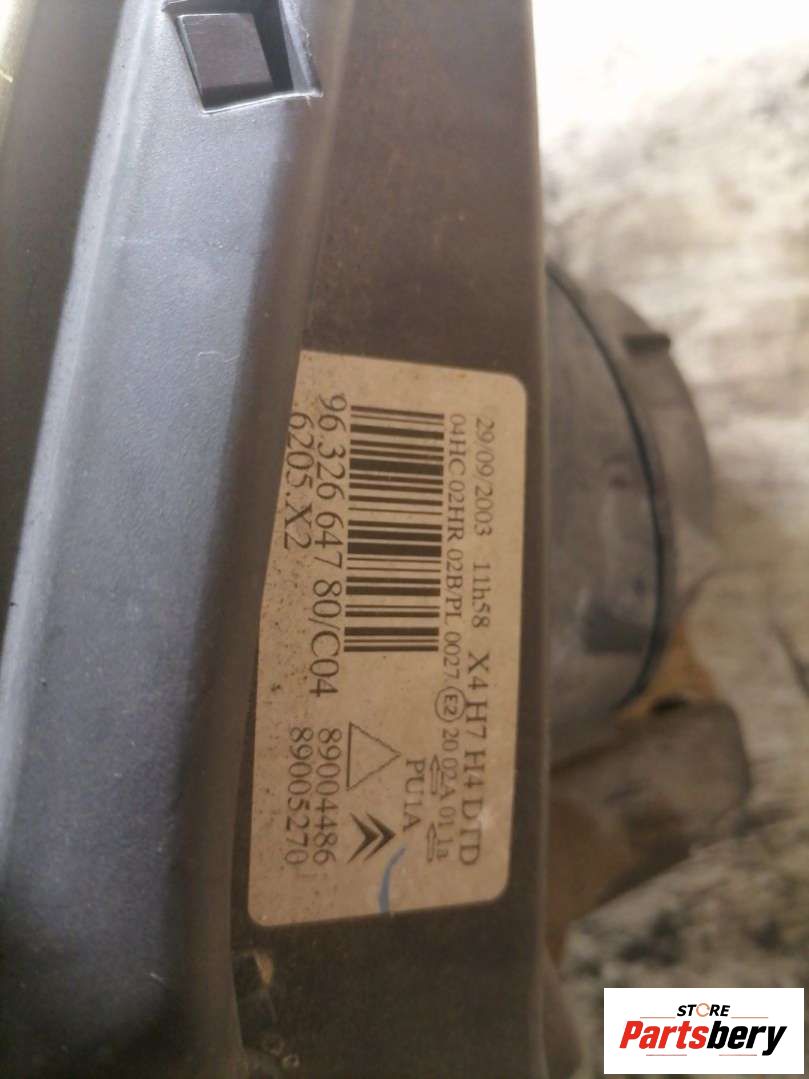 29/09/2003 11h58 X4 H7 H4 DTD
04HC 02HR 02B/PL 0027 E2 20 02A 01 1a
PU1A
96.326 647 80/C04 89004486
6205.X2 89005270
STORE
Partsbery